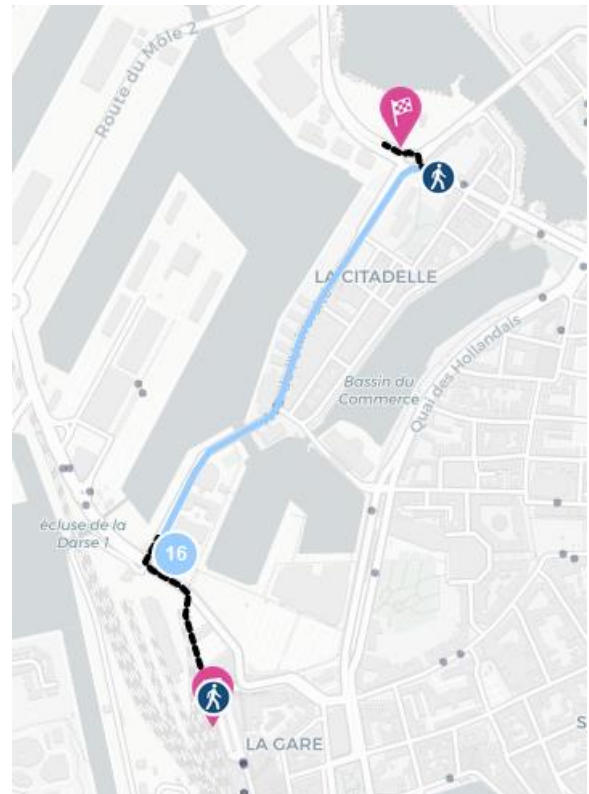 Route du Môle 2
LA CITADELLE
Bassin du
Commerce
Quai des Hollandais
écluse de la
Darse 1
16
LA GARE
S